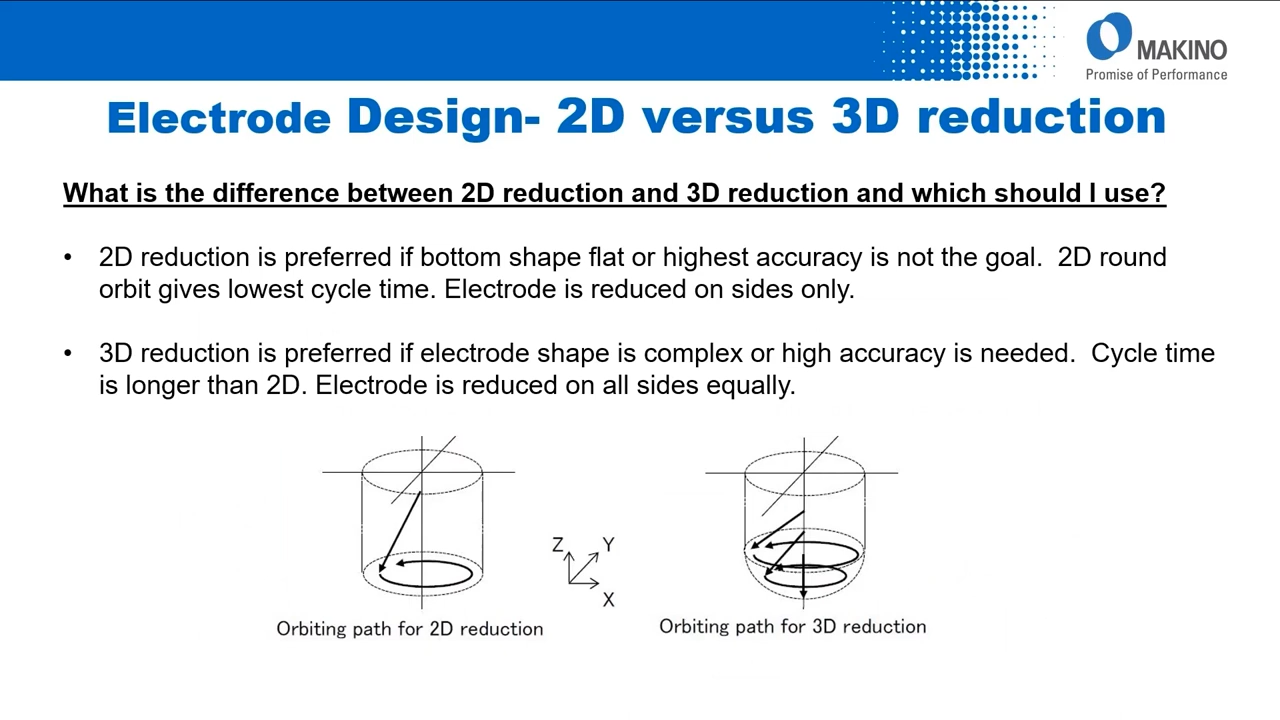 MAKINO
Promise of Performance
Electrode Design- 2D versus 3D reduction
What is the difference between 2D reduction and 3D reduction and which should I use?
• 2D reduction is preferred if bottom shape flat or highest accuracy is not the goal.  2D round
orbit gives lowest cycle time. Electrode is reduced on sides only.
• 3D reduction is preferred if electrode shape is complex or high accuracy is needed.  Cycle time
is longer than 2D. Electrode is reduced on all sides equally.
Z
Y
X
Orbiting path for 2D reduction
Orbiting path for 3D reduction